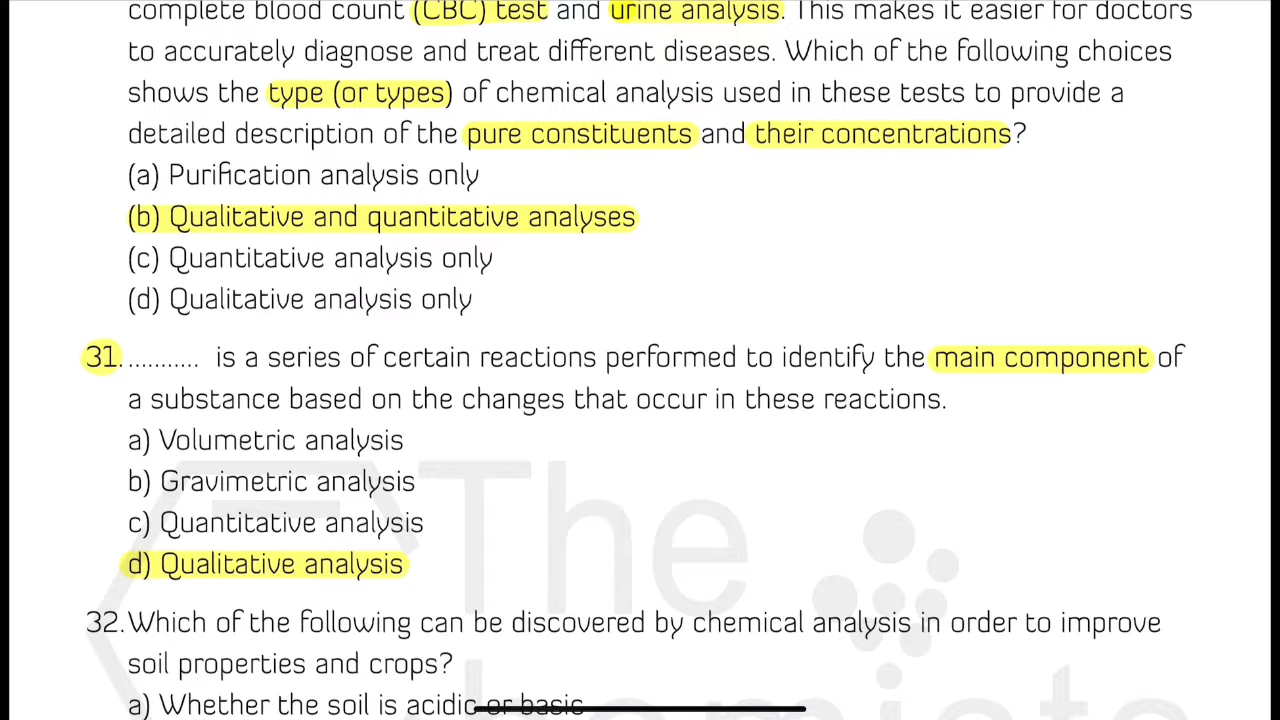 complete blood count (CBC) test and urine analysis. This makes it easier for doctors
to accurately diagnose and treat different diseases. Which of the following choices
shows the type (or types) of chemical analysis used in these tests to provide a
detailed description of the pure constituents and their concentrations?
(a) Purification analysis only
(b) Qualitative and quantitative analyses
(c) Quantitative analysis only
(d) Qualitative analysis only
31. ........... is a series of certain reactions performed to identify the main component of
a substance based on the changes that occur in these reactions.
a) Volumetric analysis
b) Gravimetric analysis
c) Quantitative analysis
d) Qualitative analysis
The
32. Which of the following can be discovered by chemical analysis in order to improve
soil properties and crops?
a) Whether the soil is acidic or basic